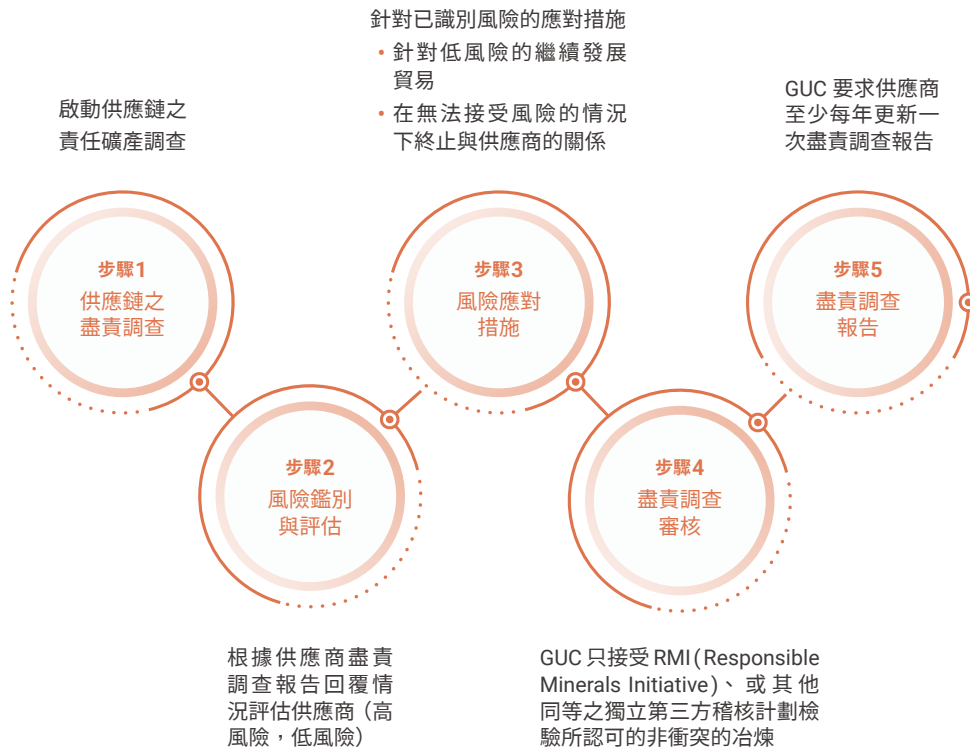 啟動供應鏈之
責任礦產調查
步驟1
供應鏈之
盡責調查
步驟2
風險鑑別
與評估
根據供應商盡責
調查報告回覆情
況評估供應商（高
風險，低風險）
針對已識別風險的應對措施
• 針對低風險的繼續發展
貿易
• 在無法接受風險的情況
下終止與供應商的關係
步驟3
風險應對
措施
步驟4
盡責調查
審核
GUC 只接受 RMI（Responsible
Minerals Initiative）、或其他
同等之獨立第三方稽核計劃檢
驗所認可的非衝突的冶煉
GUC 要求供應商
至少每年更新一
次盡責調查報告
步驟5
盡責調查
報告